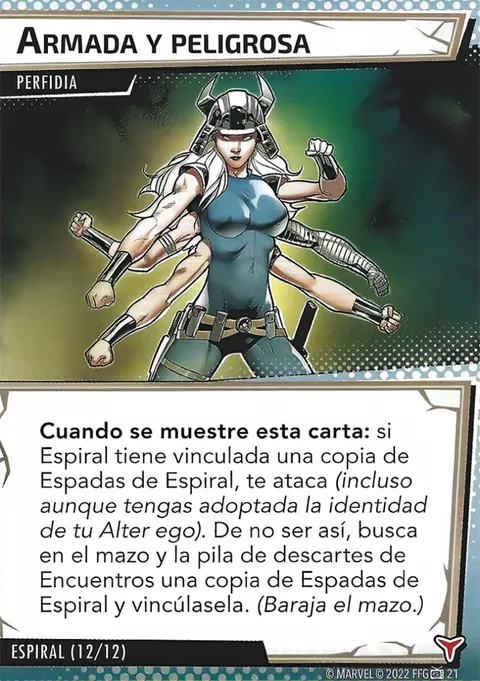 ARMADA Y PELIGROSA
PERFIDIA
Cuando se muestre esta carta: si
Espiral tiene vinculada una copia de
Espadas de Espiral, te ataca (incluso
aunque tengas adoptada la identidad
de tu Alter ego). De no ser así, busca
en el mazo y la pila de descartes de
Encuentros una copia de Espadas de
Espiral y vincúlasela. (Baraja el mazo.)
ESPIRAL (12/12)
© MARVEL © 2022 FFG 21